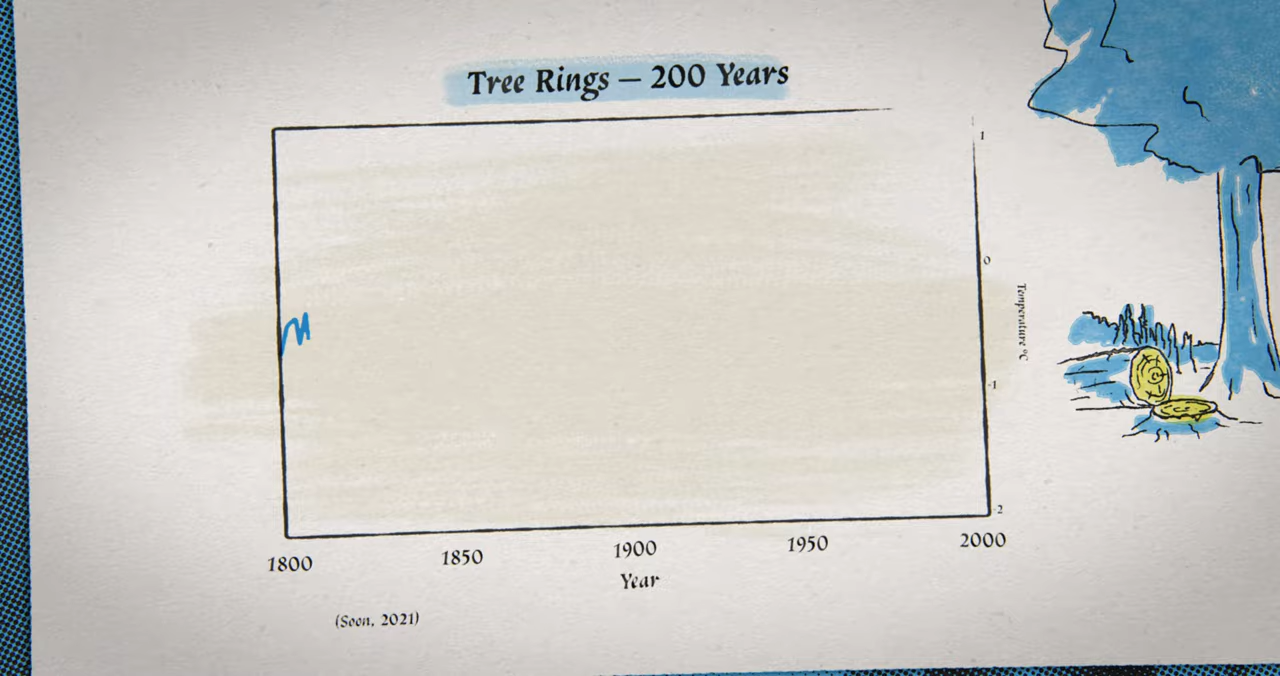 Tree Rings – 200 Years
1
0
-1
-2
Temperature °C
1800 1850 1900 1950 2000
Year
(Soon, 2021)